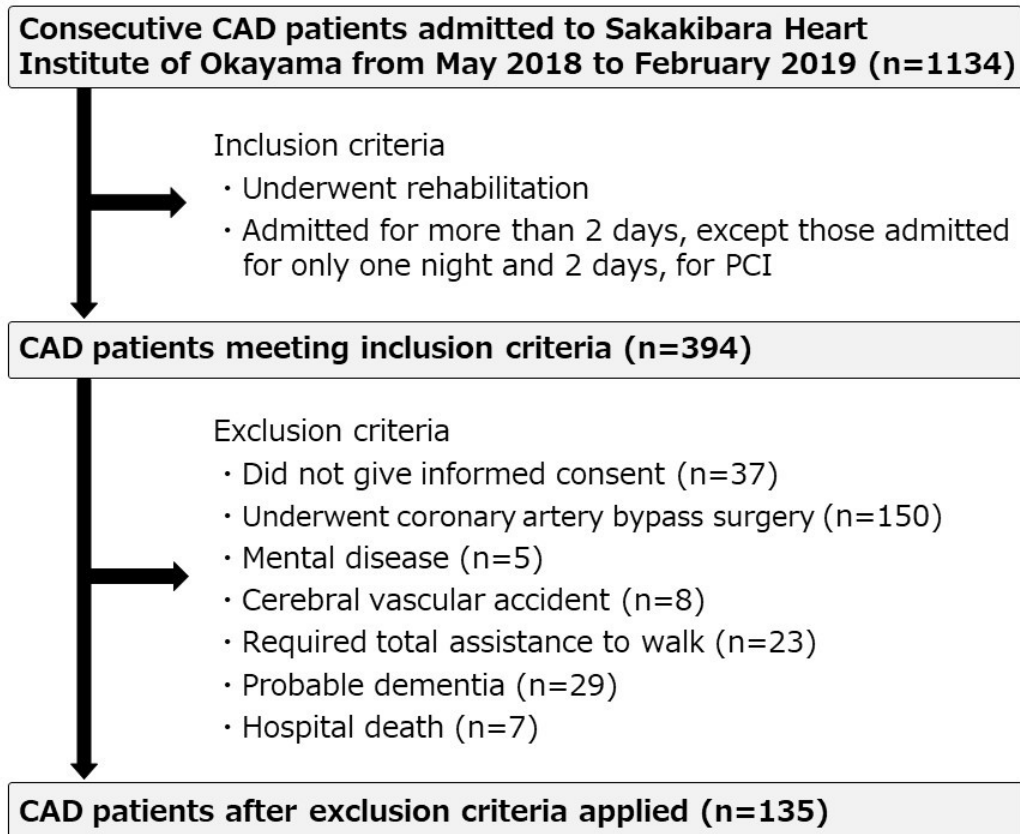 Consecutive CAD patients admitted to Sakakibara Heart
Institute of Okayama from May 2018 to February 2019 (n=1134)
Inclusion criteria
・Underwent rehabilitation
・Admitted for more than 2 days, except those admitted
for only one night and 2 days, for PCI
CAD patients meeting inclusion criteria (n=394)
Exclusion criteria
・Did not give informed consent (n=37)
・Underwent coronary artery bypass surgery (n=150)
・Mental disease (n=5)
・Cerebral vascular accident (n=8)
・Required total assistance to walk (n=23)
・Probable dementia (n=29)
・Hospital death (n=7)
CAD patients after exclusion criteria applied (n=135)